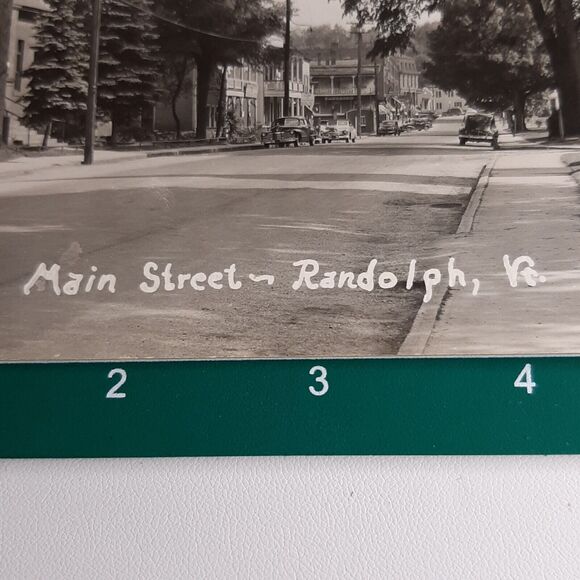 Main Street ~ Randolph, Vt.
2 3 4